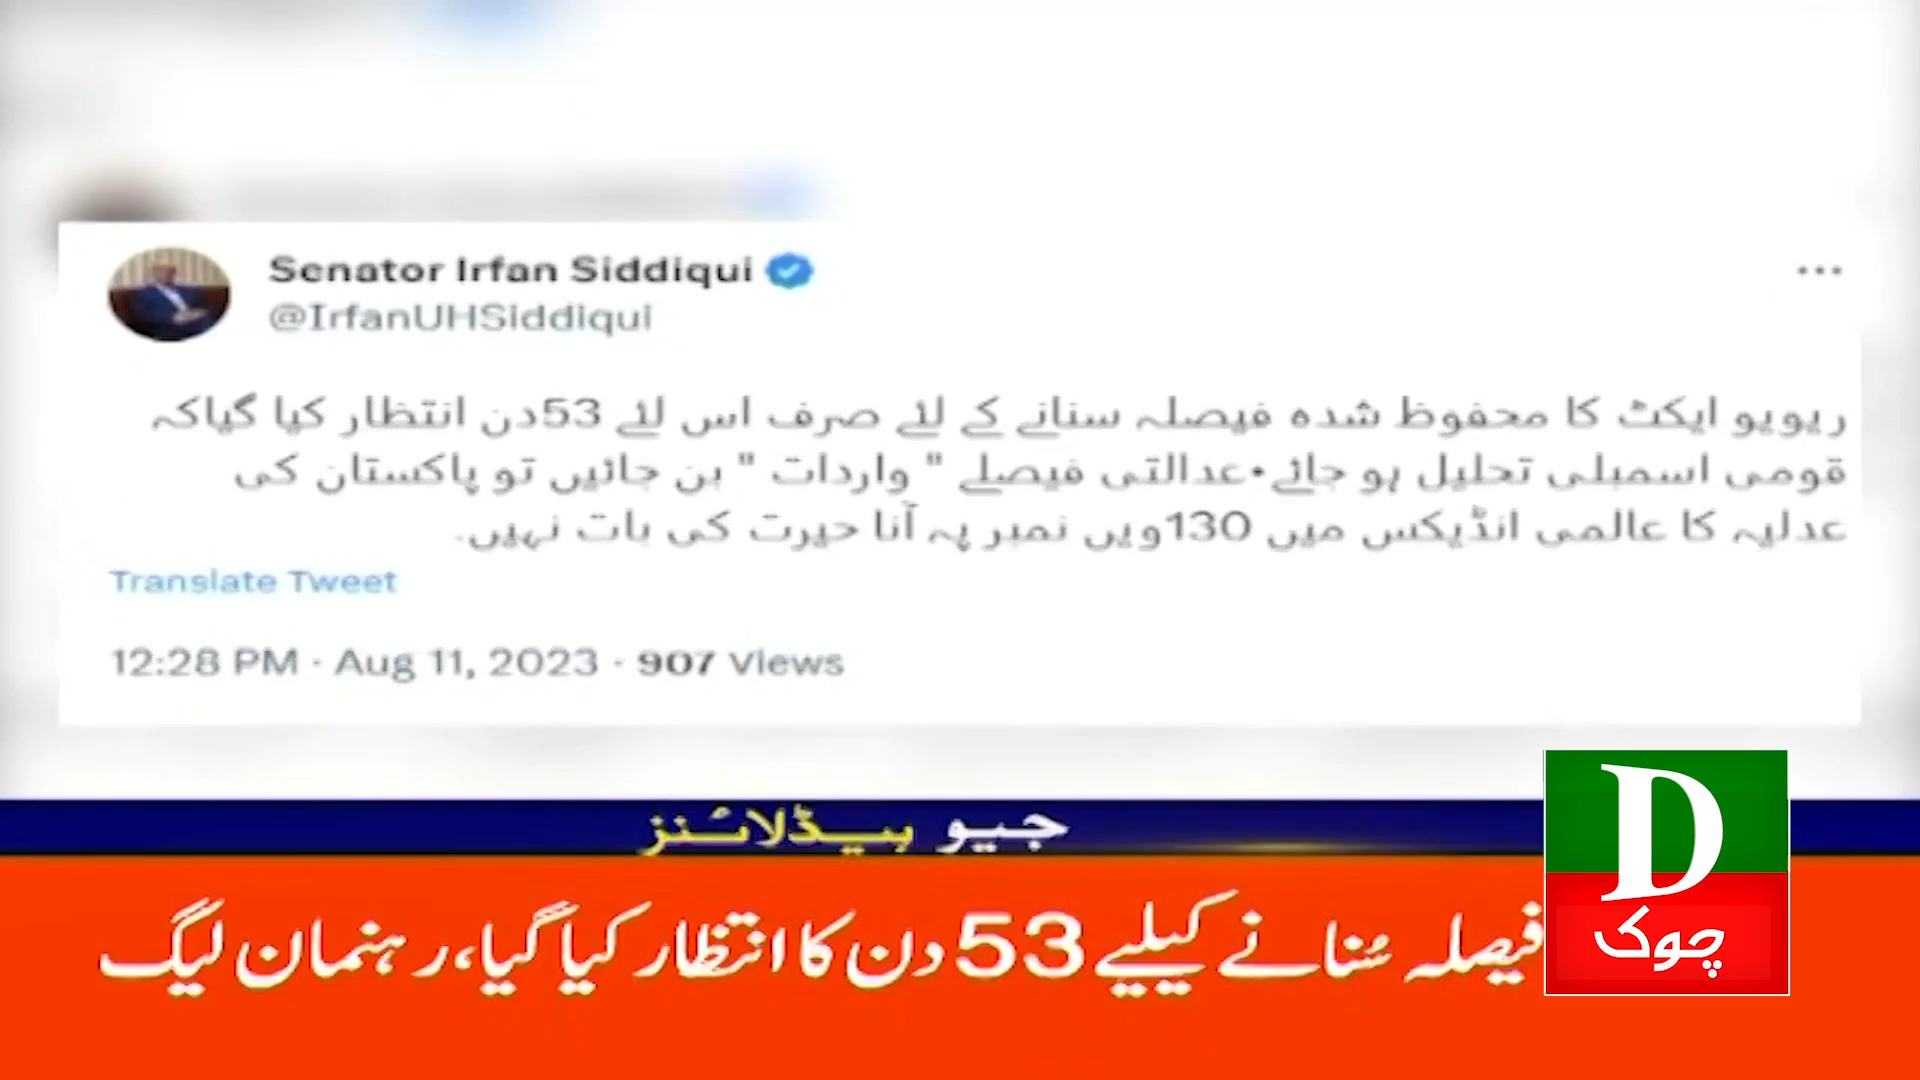 Senator Irfan Siddiqui
@IrfanUHSiddiqui
ریویو ایکٹ کا محفوظ شدہ فیصلہ سنانے کے لئے صرف اس لئے 53دن انتظار کیا گیاکہ
قومی اسمبلی تحلیل ہو جائے۰عدالتی فیصلے " واردات " بن جائیں تو پاکستان کی
عدلیہ کا عالمی انڈیکس میں 130ویں نمبر پہ آنا حیرت کی بات نہیں.
Translate Tweet
12:28 PM · Aug 11, 2023 · 907 Views
جیو ہیڈلائنز
D
چوک
فیصلہ سُنانے کیلیے 53 دن کا انتظار کیا گیا، رہنمان لیگ